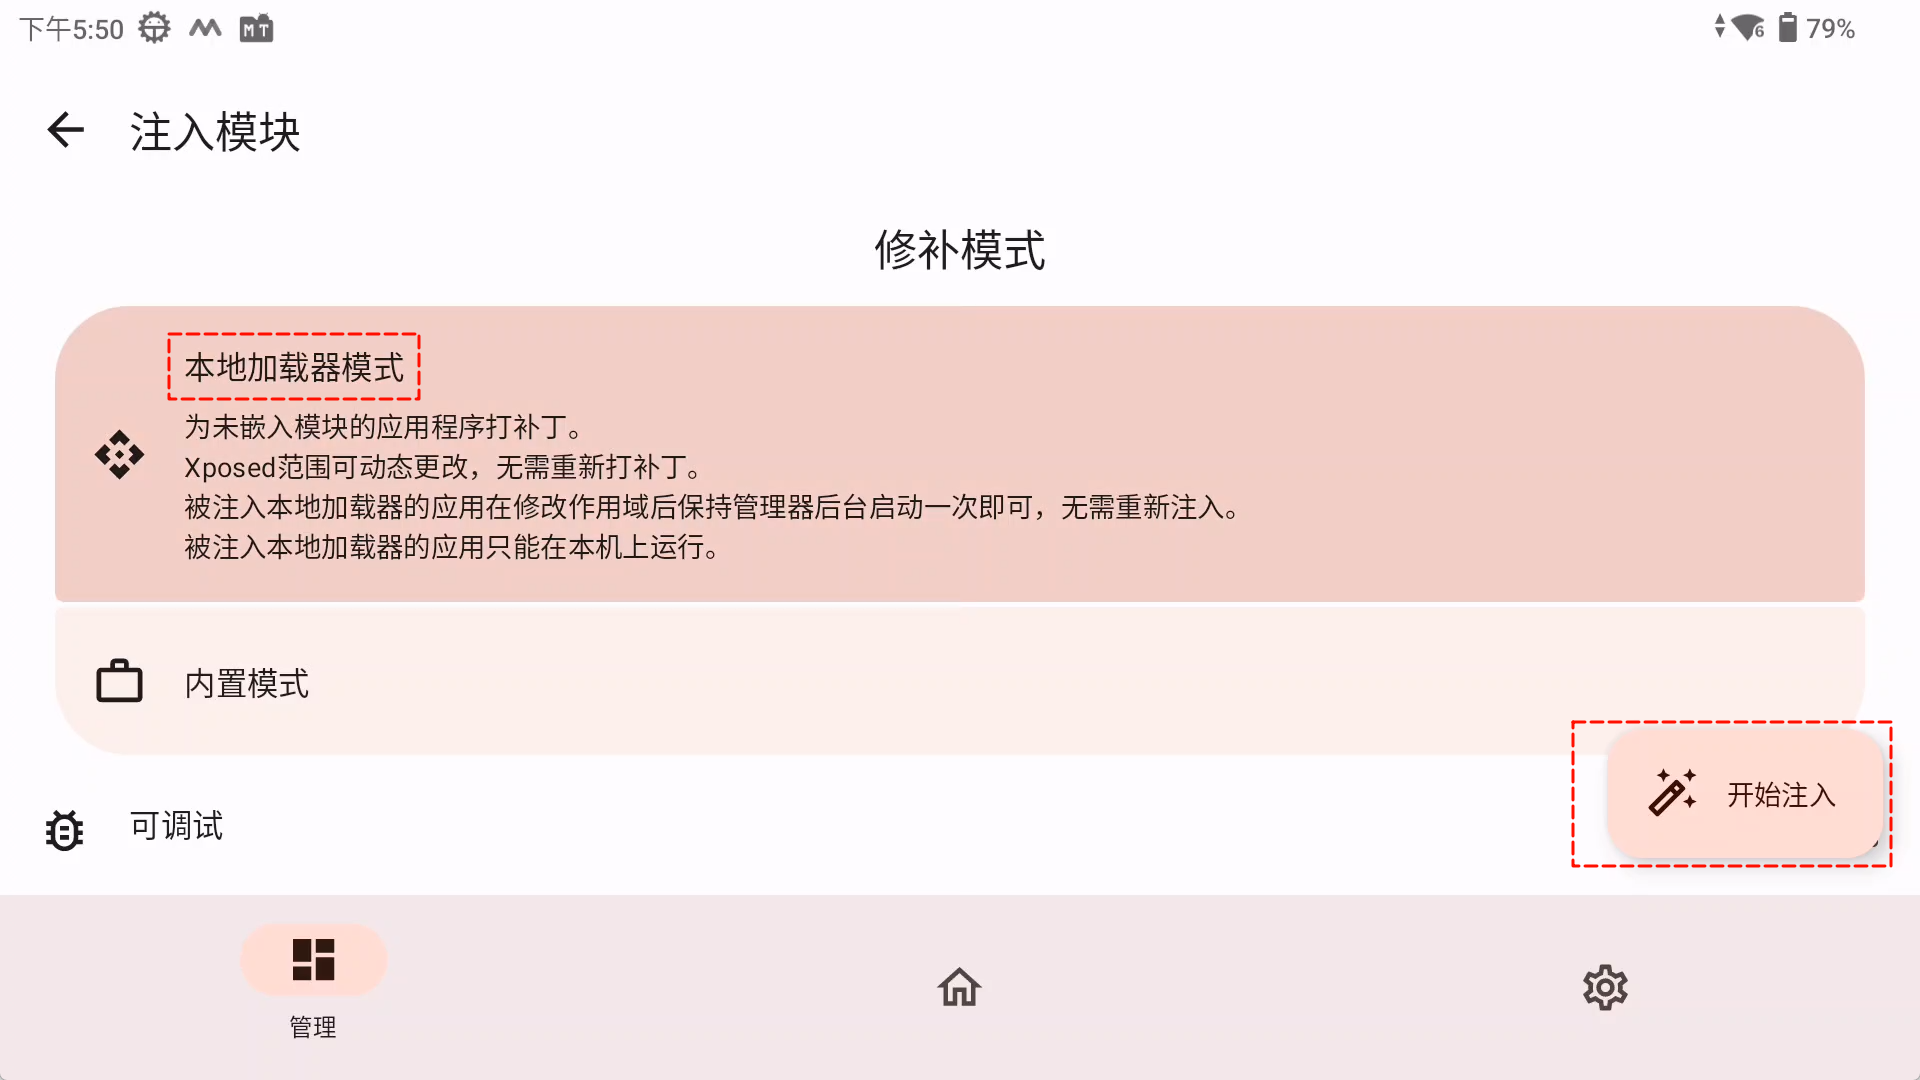 下午5:50
MT
6
79%
注入模块
修补模式
本地加载器模式
为未嵌入模块的应用程序打补丁。
Xposed范围可动态更改，无需重新打补丁。
被注入本地加载器的应用在修改作用域后保持管理器后台启动一次即可，无需重新注入。
被注入本地加载器的应用只能在本机上运行。
内置模式
可调试
开始注入
管理